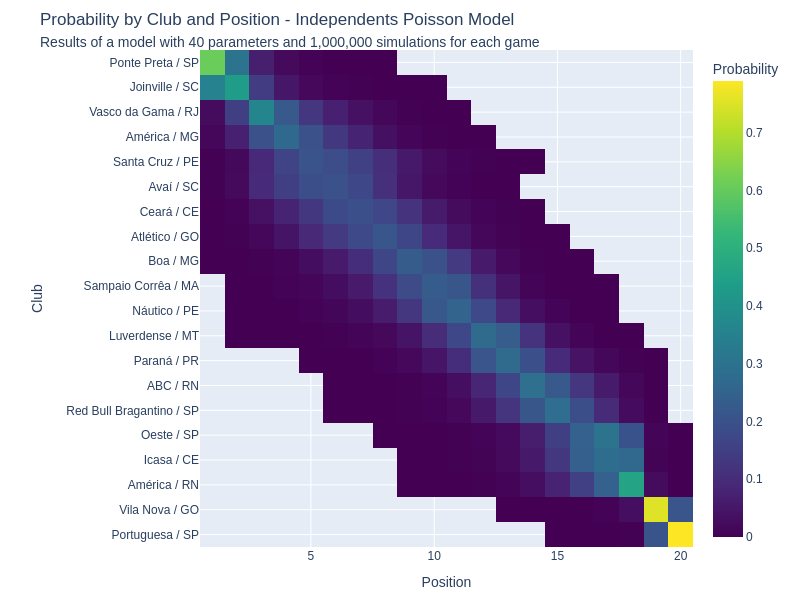 Probability by Club and Position - Independents Poisson Model
Results of a model with 40 parameters and 1,000,000 simulations for each game
Probability
Ponte Preta / SP
Joinville / SC
Vasco da Gama / RJ
América / MG
Santa Cruz / PE
Avaí / SC
Ceará / CE
Atlético / GO
Boa / MG
Sampaio Corrêa / MA
Náutico / PE
Luverdense / MT
Paraná / PR
ABC / RN
Red Bull Bragantino / SP
Oeste / SP
Icasa / CE
América / RN
Vila Nova / GO
Portuguesa / SP
Club
5
10
15
20
Position
0.7
0.6
0.5
0.4
0.3
0.2
0.1
0